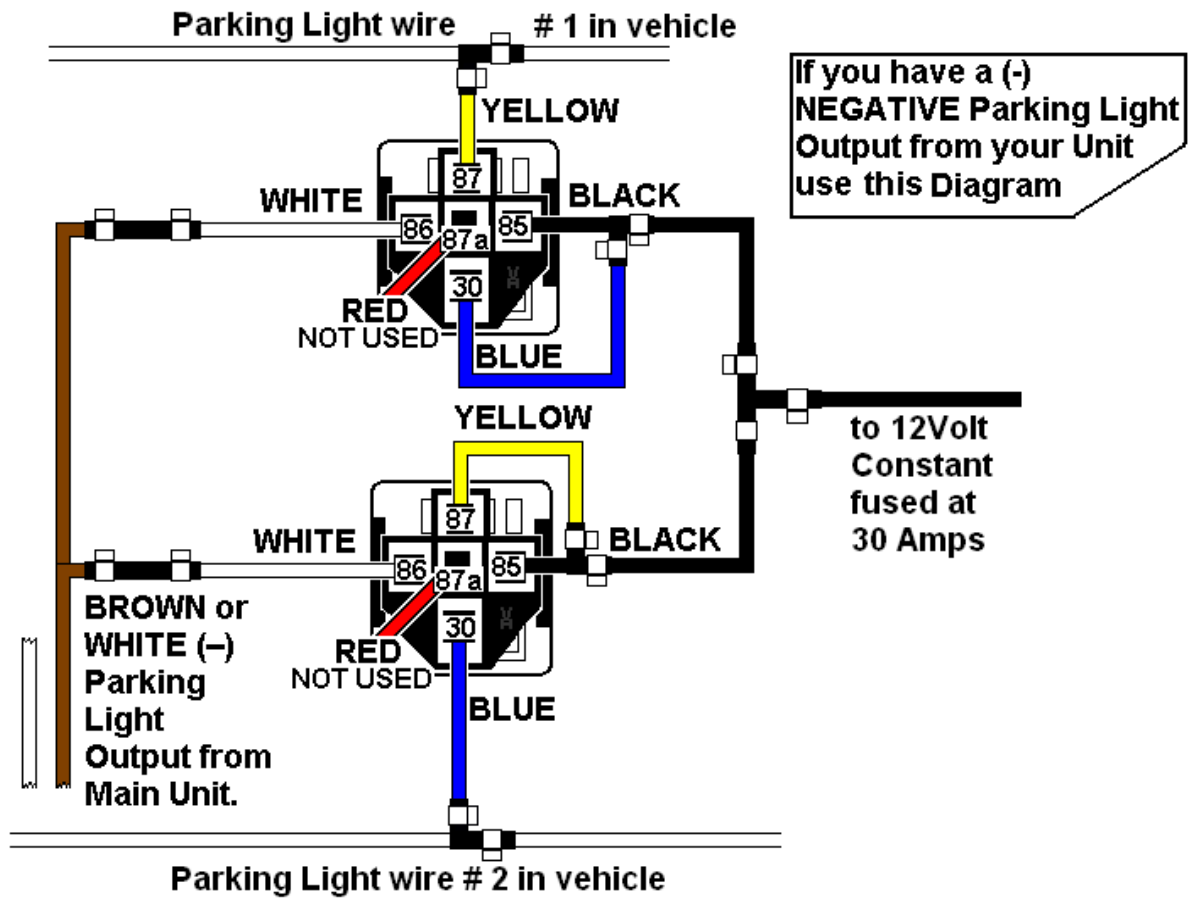 Parking Light wire # 1 in vehicle
If you have a (-)
NEGATIVE Parking Light
Output from your Unit
use this Diagram
YELLOW
87
WHITE
BLACK
86
85
87a
30
RED
NOT USED
BLUE
YELLOW
to 12Volt
Constant
fused at
30 Amps
87
WHITE
BLACK
86
85
87a
30
BROWN or
WHITE (–)
Parking
Light
Output from
Main Unit.
RED
NOT USED
BLUE
Parking Light wire # 2 in vehicle